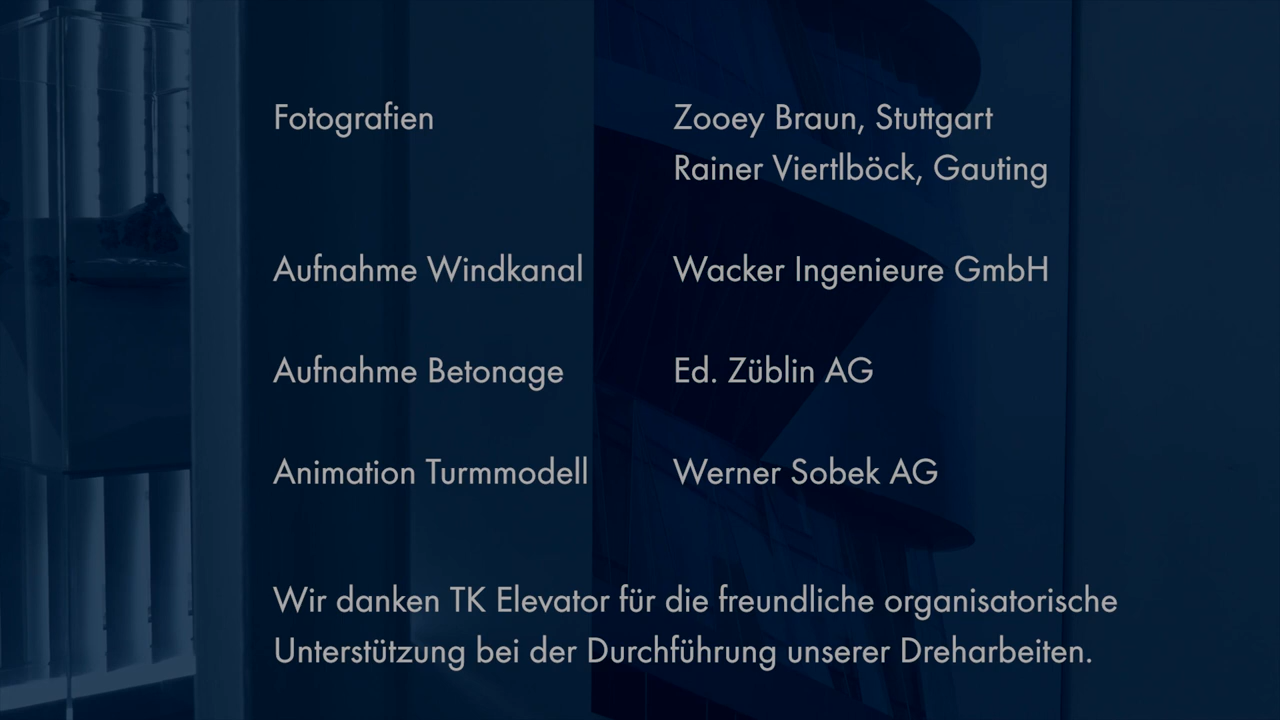 Fotografien Zooey Braun, Stuttgart
Rainer Viertlböck, Gauting
Aufnahme Windkanal Wacker Ingenieure GmbH
Aufnahme Betonage Ed. Züblin AG
Animation Turmmodell Werner Sobek AG
Wir danken TK Elevator für die freundliche organisatorische
Unterstützung bei der Durchführung unserer Dreharbeiten.